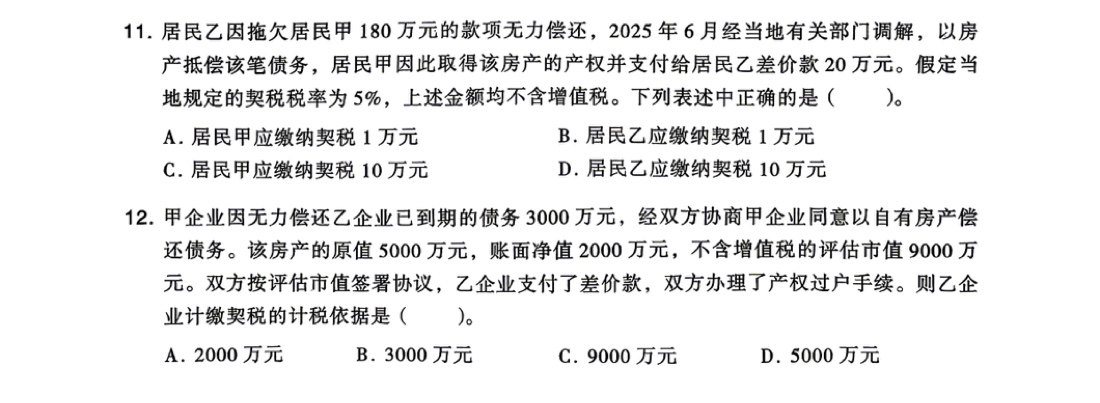 11. 居民乙因拖欠居民甲 180 万元的款项无力偿还，2025 年 6 月经当地有关部门调解，以房
产抵偿该笔债务，居民甲因此取得该房产的产权并支付给居民乙差价款 20 万元。假定当
地规定的契税税率为 5%，上述金额均不含增值税。下列表述中正确的是（　　）。
A. 居民甲应缴纳契税 1 万元　　B. 居民乙应缴纳契税 1 万元
C. 居民甲应缴纳契税 10 万元　　D. 居民乙应缴纳契税 10 万元
12. 甲企业因无力偿还乙企业已到期的债务 3000 万元，经双方协商甲企业同意以自有房产偿
还债务。该房产的原值 5000 万元，账面净值 2000 万元，不含增值税的评估市值 9000 万
元。双方按评估市值签署协议，乙企业支付了差价款，双方办理了产权过户手续。则乙企
业计缴契税的计税依据是（　　）。
A. 2000 万元　　B. 3000 万元　　C. 9000 万元　　D. 5000 万元